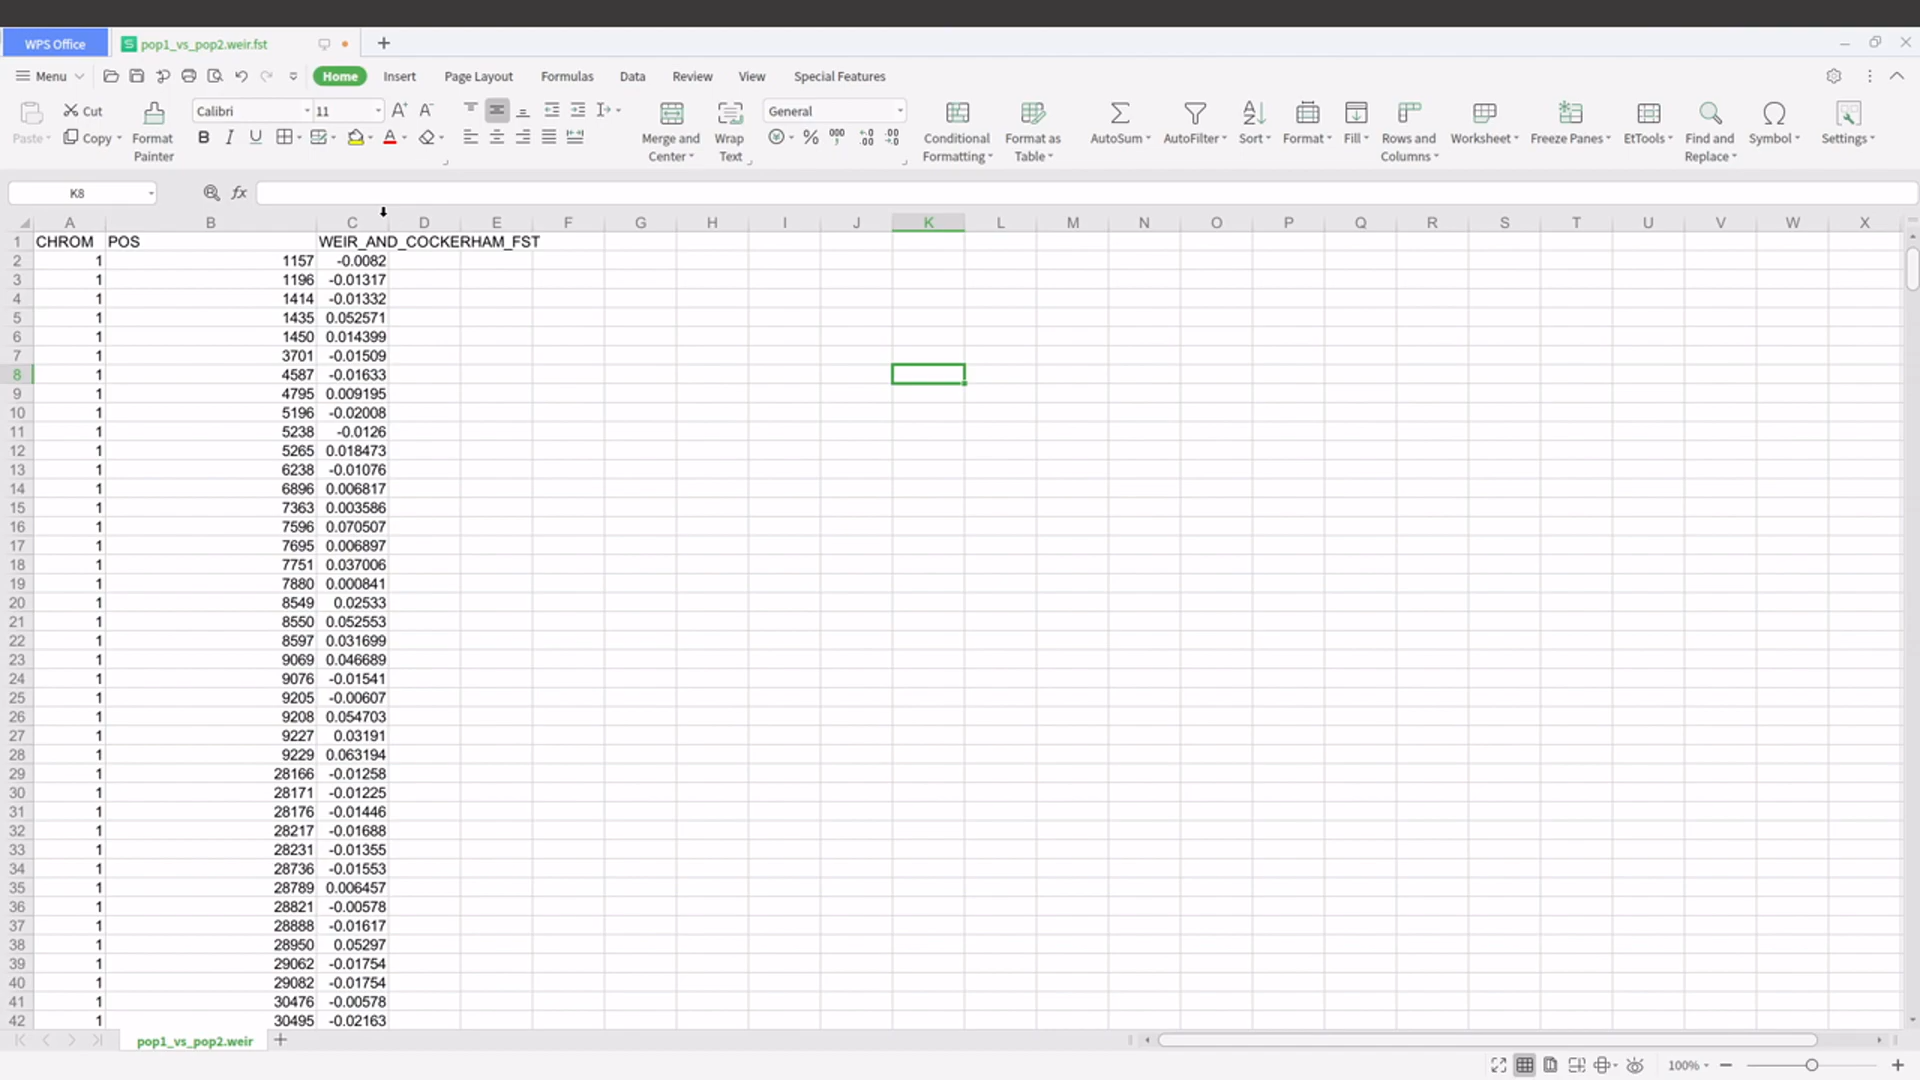 WPS Office pop1_vs_pop2.weir.fst
Menu Home Insert Page Layout Formulas Data Review View Special Features
Paste Cut Copy Format Painter Calibri 11 Merge and Center Wrap Text General Conditional Formatting Format as Table AutoSum AutoFilter Sort Format Fill Rows and Columns Worksheet Freeze Panes EtTools Find and Replace Symbol Settings
K8 fx
A B C D E F G H I J K L M N O P Q R S T U V W X
1 CHROM POS WEIR_AND_COCKERHAM_FST
2 1 1157 -0.0082
3 1 1196 -0.01317
4 1 1414 -0.01332
5 1 1435 0.052571
6 1 1450 0.014399
7 1 3701 -0.01509
8 1 4587 -0.01633
9 1 4795 0.009195
10 1 5196 -0.02008
11 1 5238 -0.0126
12 1 5265 0.018473
13 1 6238 -0.01076
14 1 6896 0.006817
15 1 7363 0.003586
16 1 7596 0.070507
17 1 7695 0.006897
18 1 7751 0.037006
19 1 7880 0.000841
20 1 8549 0.02533
21 1 8550 0.052553
22 1 8597 0.031699
23 1 9069 0.046689
24 1 9076 -0.01541
25 1 9205 -0.00607
26 1 9208 0.054703
27 1 9227 0.03191
28 1 9229 0.063194
29 1 28166 -0.01258
30 1 28171 -0.01225
31 1 28176 -0.01446
32 1 28217 -0.01688
33 1 28231 -0.01355
34 1 28736 -0.01553
35 1 28789 0.006457
36 1 28821 -0.00578
37 1 28888 -0.01617
38 1 28950 0.05297
39 1 29062 -0.01754
40 1 29082 -0.01754
41 1 30476 -0.00578
42 1 30495 -0.02163
pop1_vs_pop2.weir
100%